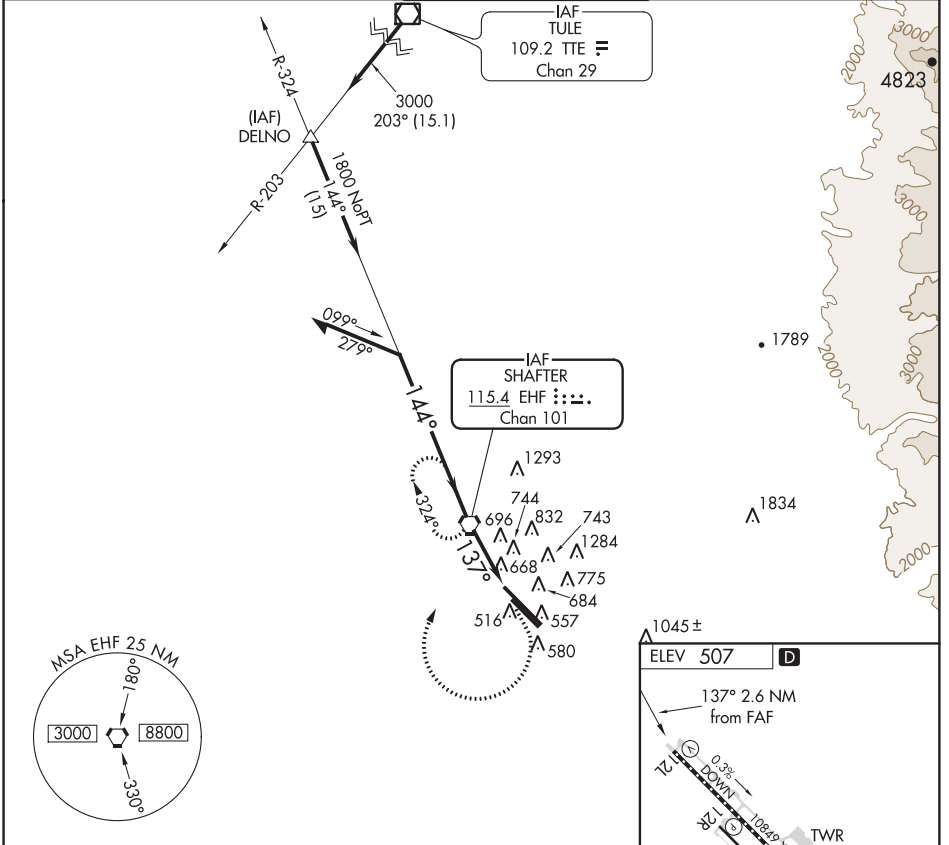 IAF
TULE
109.2 TTE
Chan 29
3000
4823
2000
R-324
3000
203° (15.1)
(IAF)
DELNO
R-203
1800 NoPT
144°
(15)
3000
2000
099°
279°
1789
3000
IAF
SHAFTER
115.4 EHF
Chan 101
144°
1293
744
324°
696
832
743
1834
137°
1284
668
775
684
2000
516
557
580
1045 ±
MSA EHF 25 NM
180°
3000
8800
330°
ELEV 507
D
137° 2.6 NM
from FAF
A
12L
0.3%
DOWN
10849
12R
P
TWR